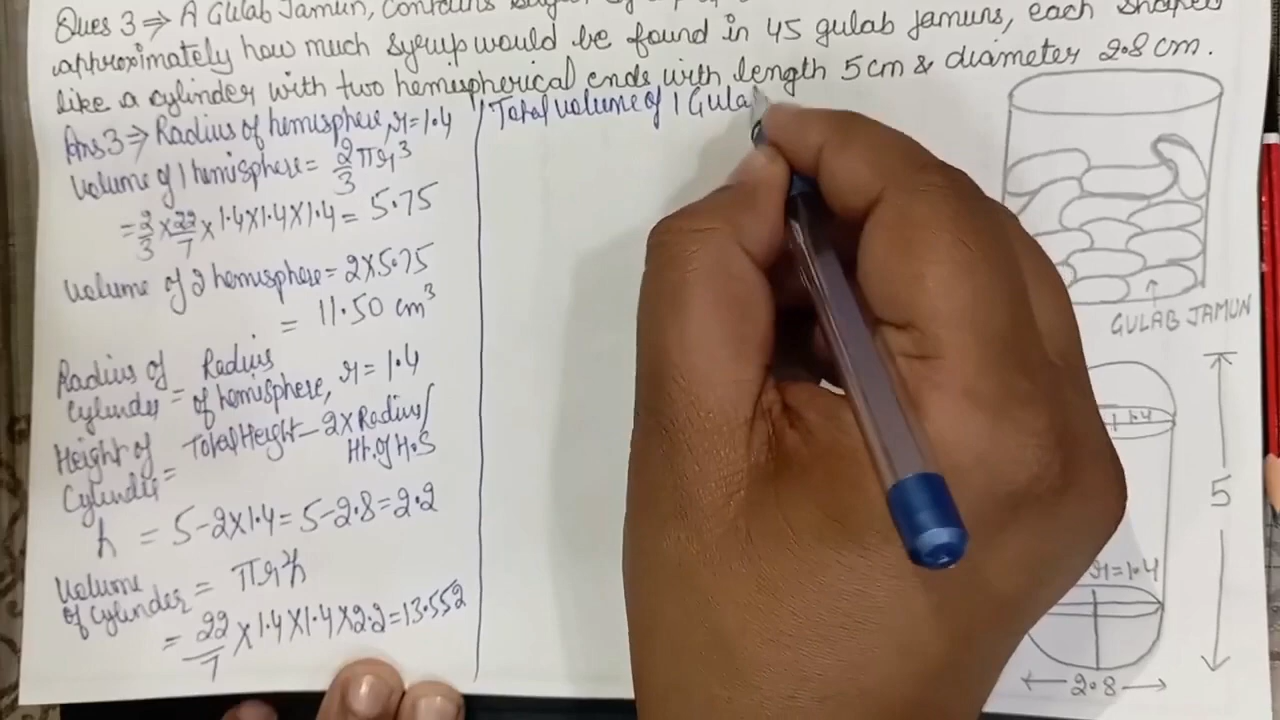 Ques 3 ⇒ A Gulab Jamun, contains
approximately how much syrup would be found in 45 gulab jamuns, each shaped
like a cylinder with two hemispherical ends with length 5cm & diameter 2.8 cm.
Ans 3 ⇒ Radius of hemisphere, r = 1.4
Volume of 1 hemisphere = 2/3 πr³
= 2/3 × 22/7 × 1.4 × 1.4 × 1.4 = 5.75
Volume of 2 hemisphere = 2 × 5.75
= 11.50 cm³
Radius of cylinder = Radius of hemisphere, r = 1.4
Height of Cylinder = Total Height − 2 × Radius/
Ht. of H.S
h = 5 − 2 × 1.4 = 5 − 2.8 = 2.2
Volume of cylinder = πr²h
= 22/7 × 1.4 × 1.4 × 2.2 = 13.552
Total volume of 1 Gula
GULAB JAMUN
1.4
5
r = 1.4
2.8